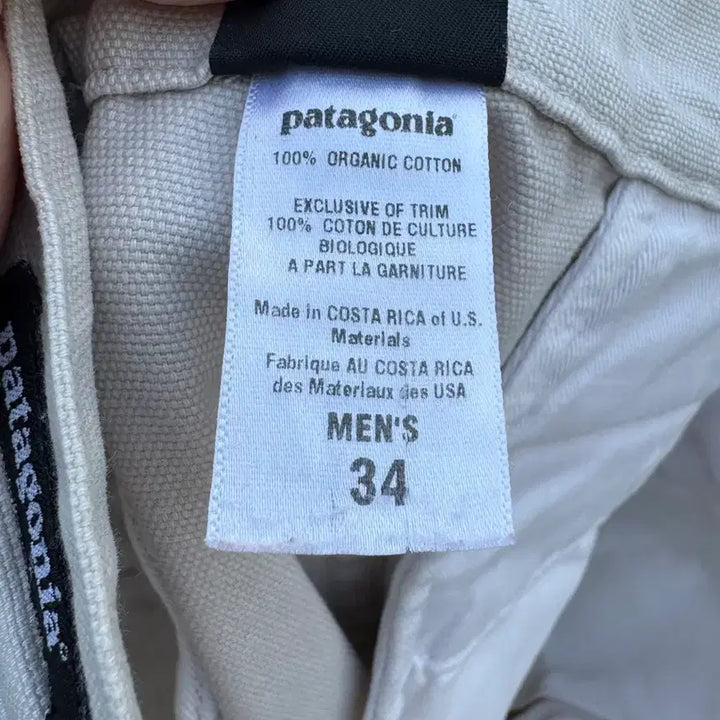 patagonia®
100% ORGANIC COTTON
EXCLUSIVE OF TRIM
100% COTON DE CULTURE
BIOLOGIQUE
A PART LA GARNITURE
Made in COSTA RICA of U.S.
Materials
Fabrique AU COSTA RICA
des Materiaux des USA
MEN'S
34
patagonia®